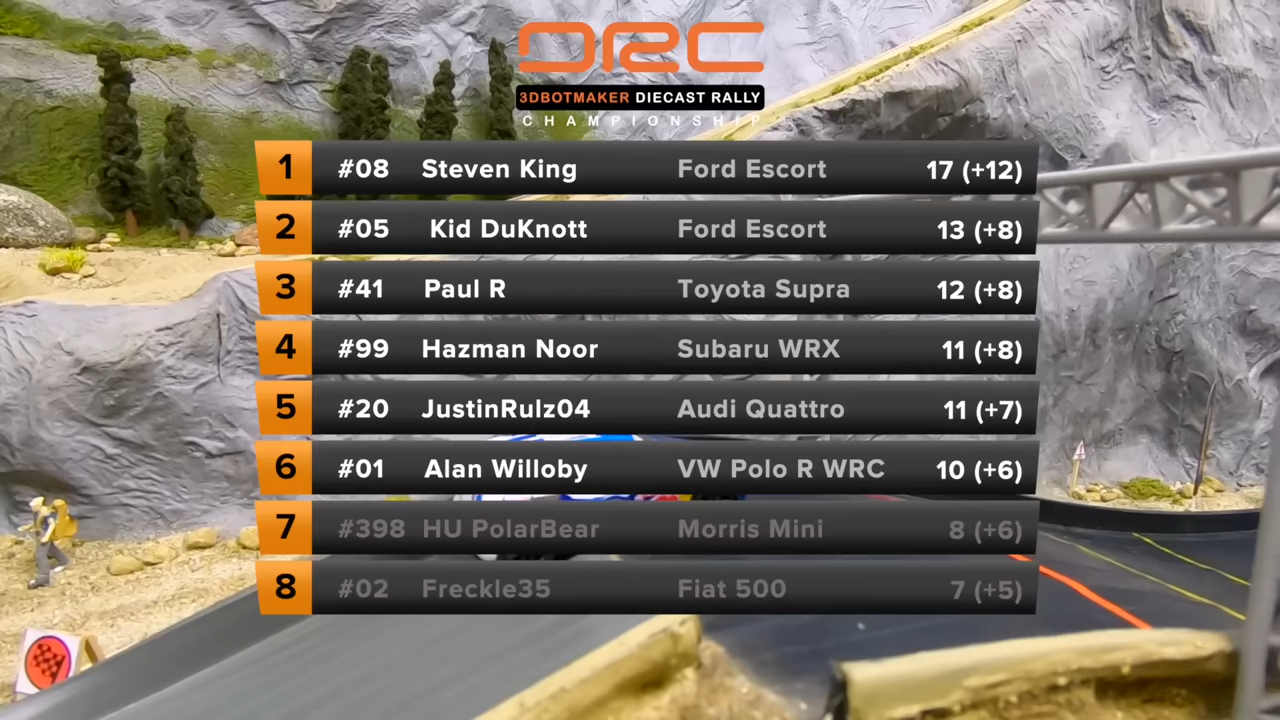 DRC
3DBOTMAKER DIECAST RALLY
CHAMPIONSHIP
1 #08 Steven King Ford Escort 17 (+12)
2 #05 Kid DuKnott Ford Escort 13 (+8)
3 #41 Paul R Toyota Supra 12 (+8)
4 #99 Hazman Noor Subaru WRX 11 (+8)
5 #20 JustinRulz04 Audi Quattro 11 (+7)
6 #01 Alan Willoby VW Polo R WRC 10 (+6)
7 #398 HU PolarBear Morris Mini 8 (+6)
8 #02 Freckle35 Fiat 500 7 (+5)